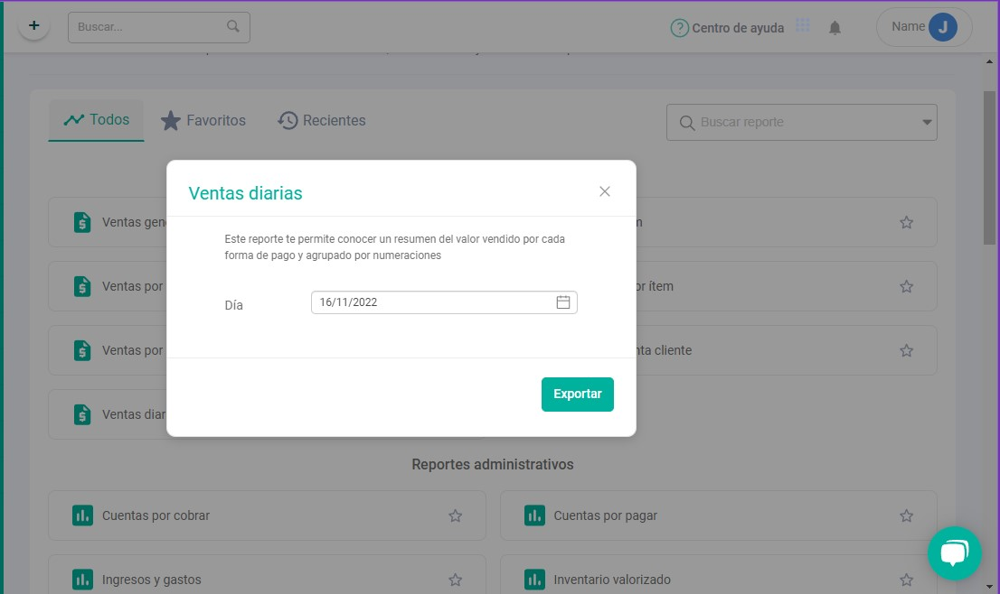 +
Buscar...
? Centro de ayuda
Name J
Todos
Favoritos
Recientes
Buscar reporte
Ventas diarias
Ventas gen
m
Este reporte te permite conocer un resumen del valor vendido por cada
forma de pago y agrupado por numeraciones
Ventas por
or ítem
Día
16/11/2022
Ventas por
nta cliente
Exportar
Ventas diar
Reportes administrativos
Cuentas por cobrar
Cuentas por pagar
Ingresos y gastos
Inventario valorizado